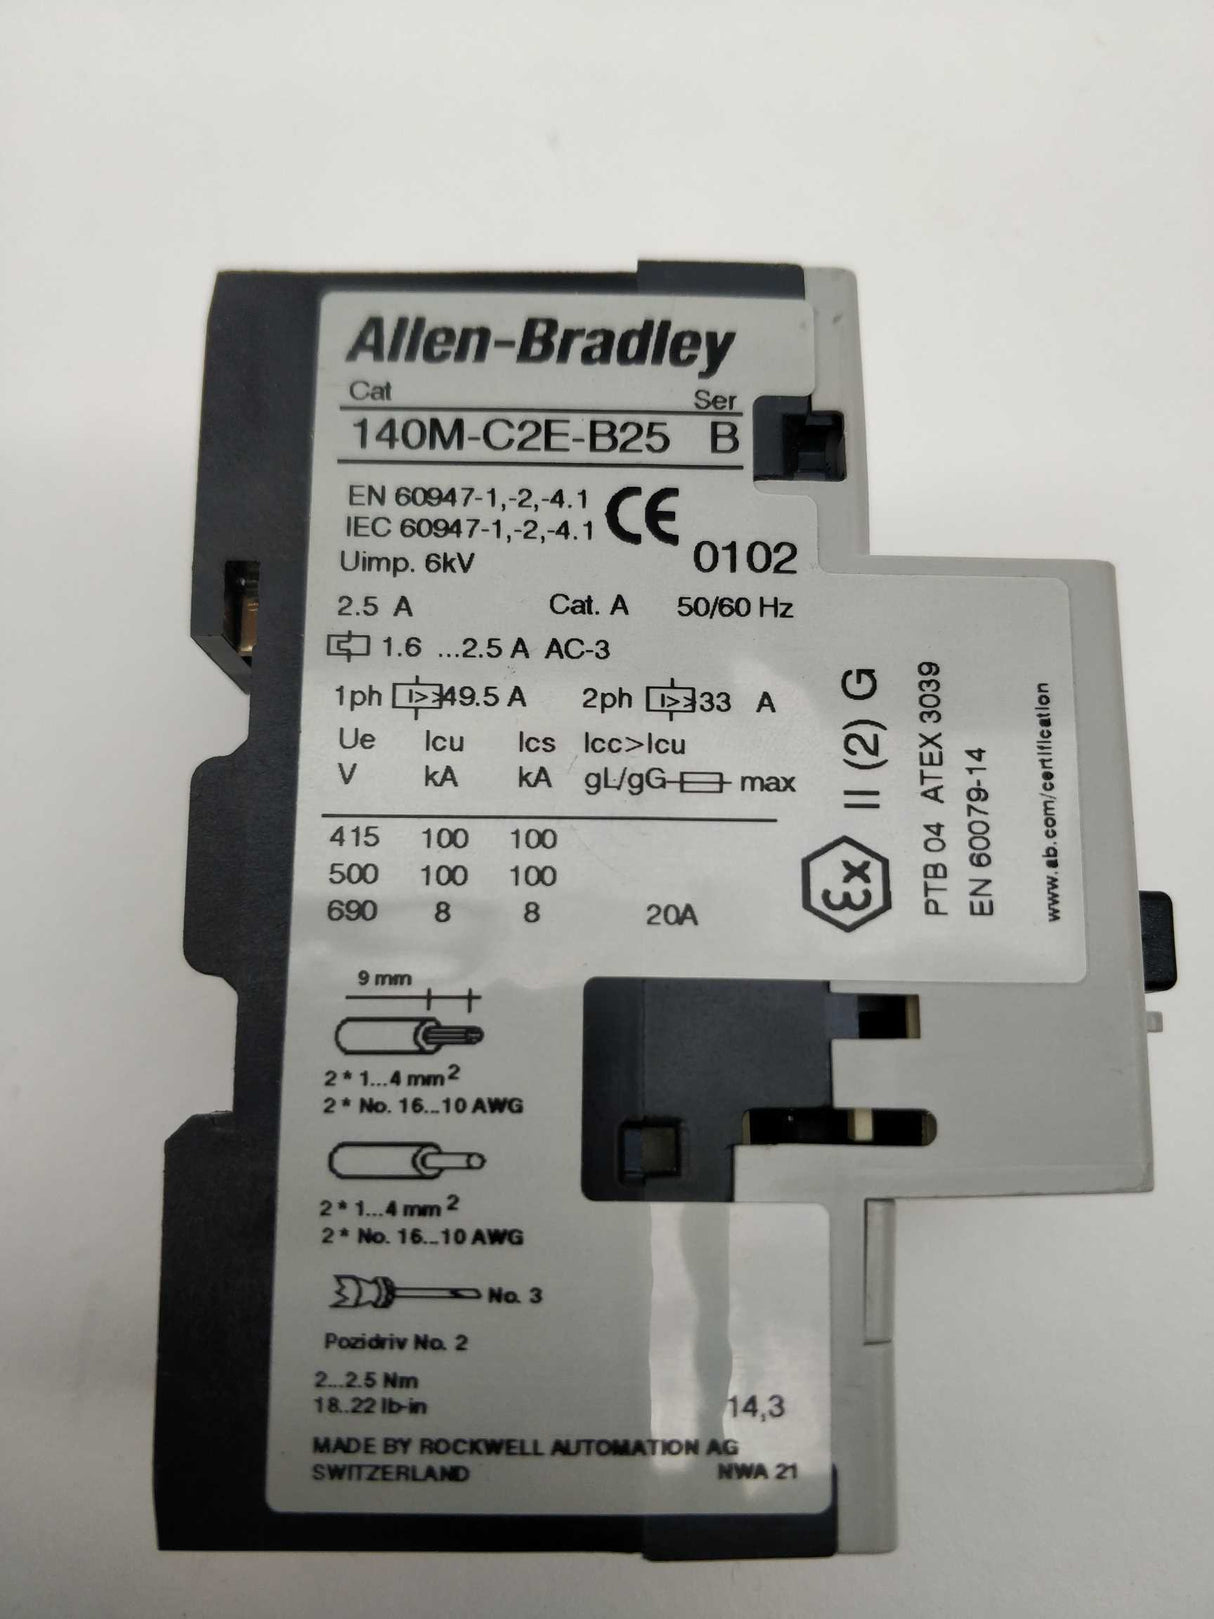 Allen-Bradley
Cat Ser
140M-C2E-B25 B
EN 60947-1,-2,-4.1
IEC 60947-1,-2,-4.1
CE
0102
Uimp. 6kV
2.5 A Cat. A 50/60 Hz
1.6 ...2.5 A AC-3
1ph I> 49.5 A 2ph I> 33 A
Ue Icu Ics Icc>Icu
V kA kA gL/gG max
415 100 100
500 100 100
690 8 8 20A
9 mm
2 * 1...4 mm²
2 * No. 16...10 AWG
2 * 1...4 mm²
2 * No. 16...10 AWG
No. 3
Pozidriv No. 2
2...2.5 Nm
18..22 lb-in
14,3
MADE BY ROCKWELL AUTOMATION AG
SWITZERLAND NWA 21
Ex II (2) G
PTB 04 ATEX 3039
EN 60079-14
www.ab.com/certification